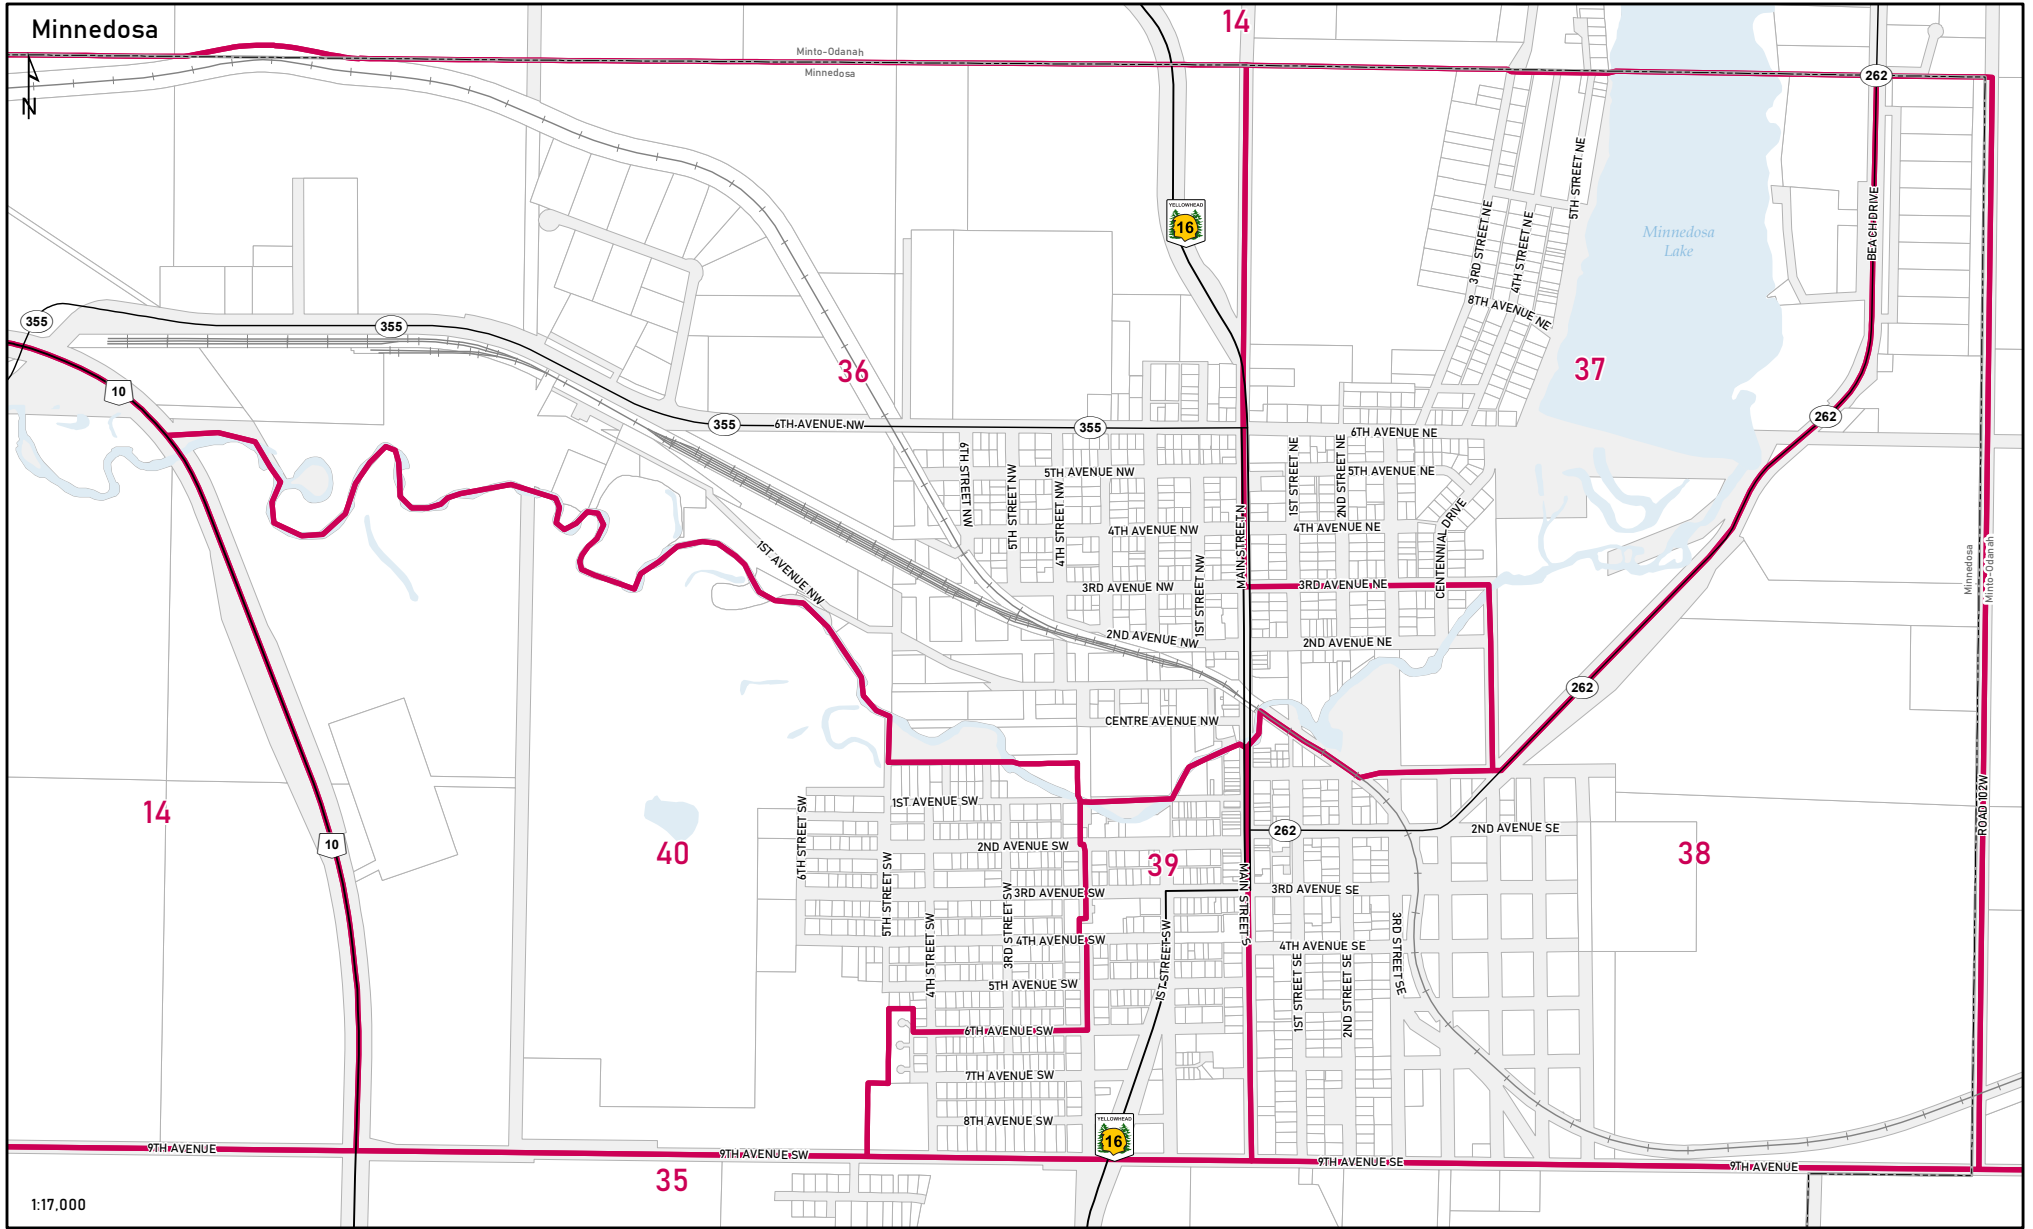 Minnedosa
14
Minto-Odanah
Minnedosa
N
262
YELLOWHEAD
16
5TH STREET NE
3RD STREET NE
4TH STREET NE
8TH AVENUE NE
Minnedosa
Lake
BEACH DRIVE
355
355
10
36
37
355
6TH AVENUE NW
355
6TH AVENUE NE
262
6TH STREET NW
5TH STREET NW
4TH STREET NW
5TH AVENUE NW
4TH AVENUE NW
3RD AVENUE NW
1ST STREET NW
2ND AVENUE NW
MAIN STREET N
1ST STREET NE
2ND STREET NE
5TH AVENUE NE
4TH AVENUE NE
CENTENNIAL DRIVE
3RD AVENUE NE
2ND AVENUE NE
1ST AVENUE NW
CENTRE AVENUE NW
Minnedosa
Minto-Odanah
262
14
10
40
39
38
6TH STREET SW
5TH STREET SW
4TH STREET SW
3RD STREET SW
1ST AVENUE SW
2ND AVENUE SW
3RD AVENUE SW
4TH AVENUE SW
5TH AVENUE SW
6TH AVENUE SW
7TH AVENUE SW
8TH AVENUE SW
1ST STREET SW
MAIN STREET S
262
2ND AVENUE SE
3RD AVENUE SE
4TH AVENUE SE
1ST STREET SE
2ND STREET SE
3RD STREET SE
ROAD 102W
YELLOWHEAD
16
9TH AVENUE
9TH AVENUE SW
9TH AVENUE SE
9TH AVENUE
35
1:17,000